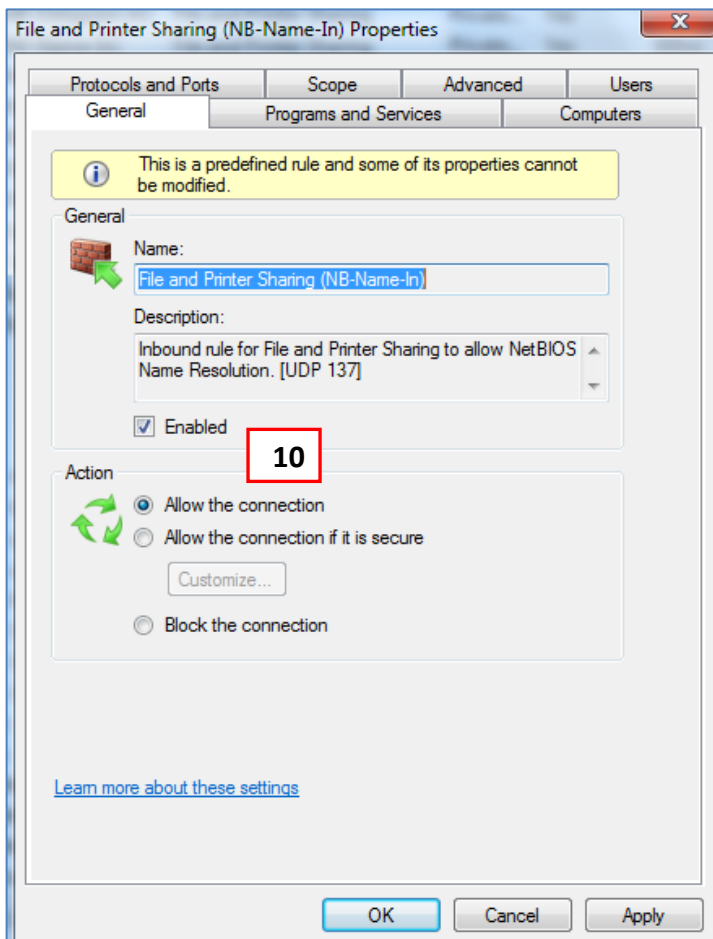 File and Printer Sharing (NB-Name-In) Properties
X
Protocols and Ports
Scope
Advanced
Users
General
Programs and Services
Computers
This is a predefined rule and some of its properties cannot
be modified.
General
Name:
File and Printer Sharing (NB-Name-In)
Description:
Inbound rule for File and Printer Sharing to allow NetBIOS
Name Resolution. [UDP 137]
Enabled
10
Action
Allow the connection
Allow the connection if it is secure
Customize...
Block the connection
Learn more about these settings
OK
Cancel
Apply